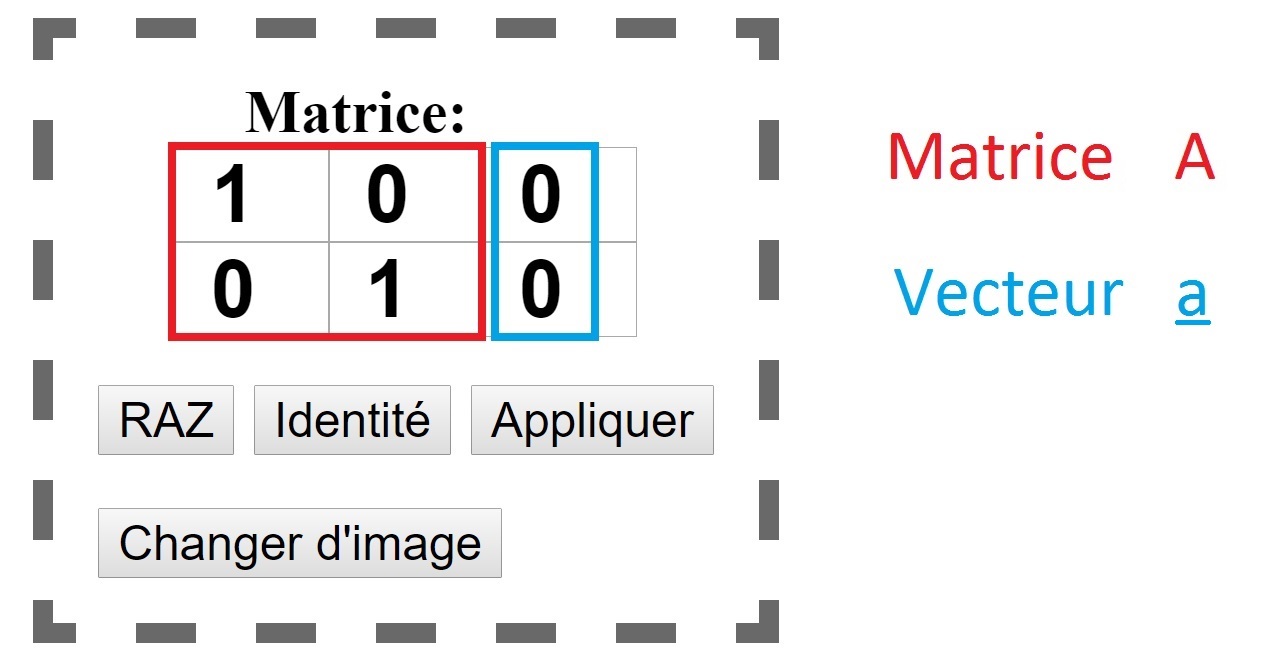 Matrice:
1 0 0
0 1 0
RAZ Identité Appliquer
Changer d'image
Matrice A
Vecteur a